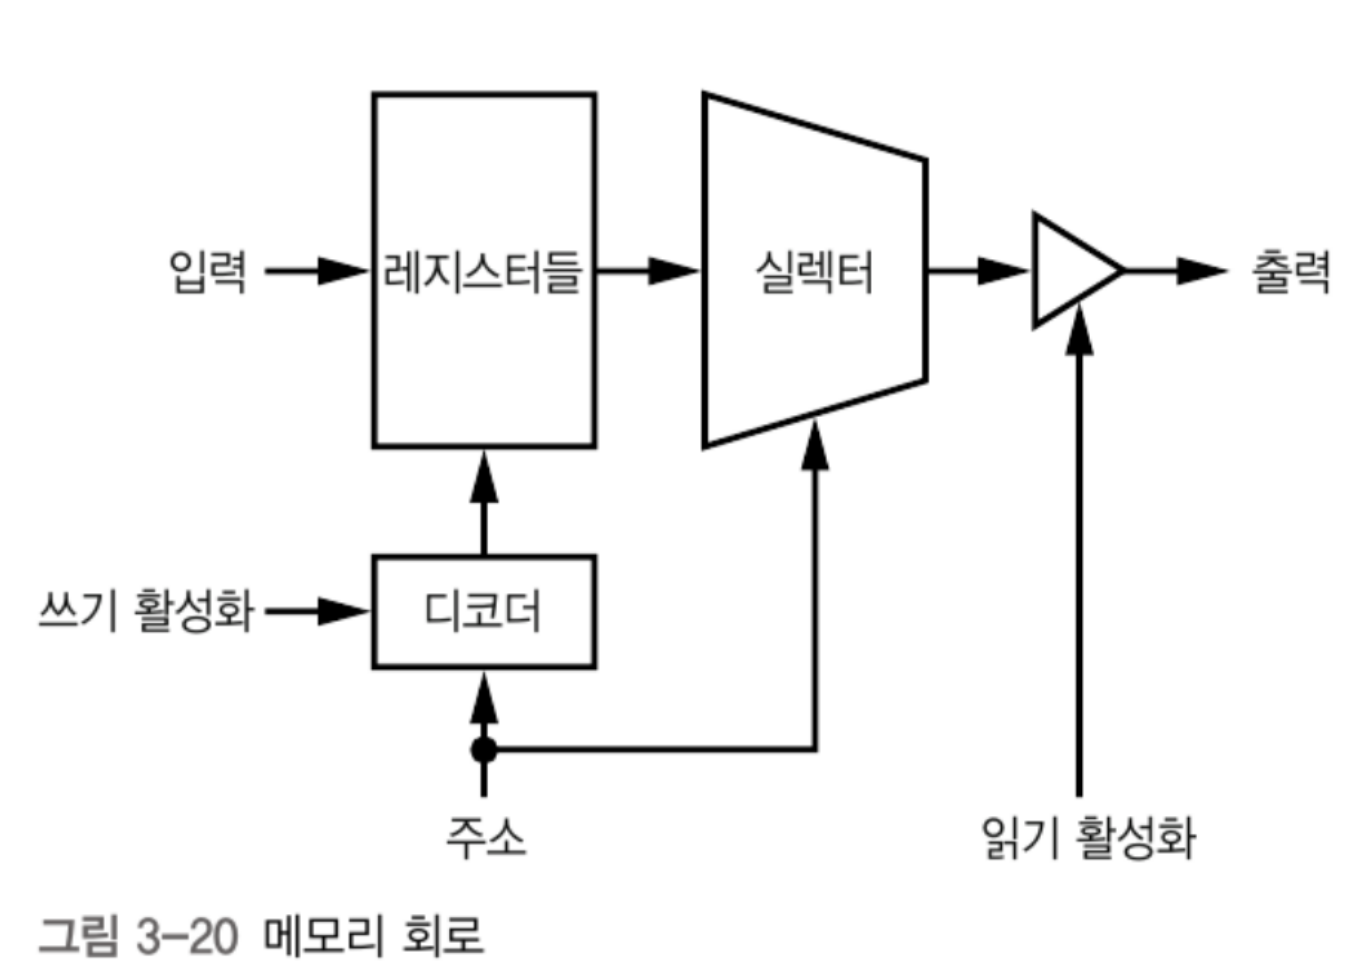 입력
레지스터들
실렉터
출력
쓰기 활성화
디코더
주소
읽기 활성화
그림 3-20 메모리 회로